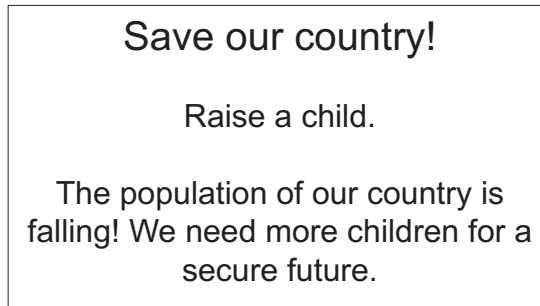 Save our country!
Raise a child.
The population of our country is
falling! We need more children for a
secure future.